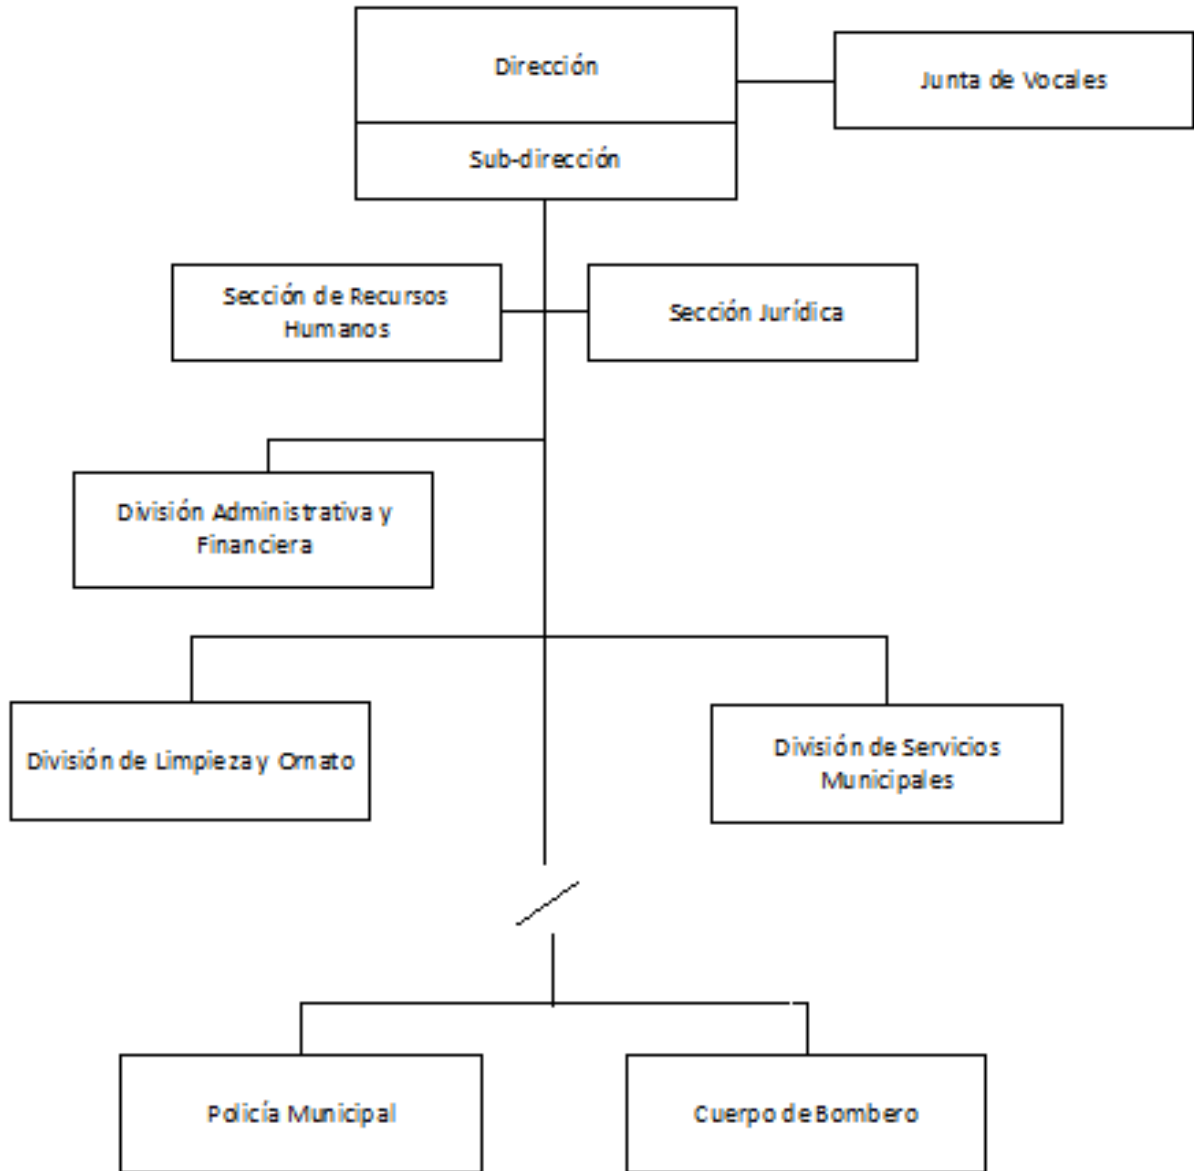 Dirección
Junta de Vocales
Sub-dirección
Sección de Recursos
Humanos
Sección Jurídica
División Administrativa y
Financiera
División de Limpieza y Ornato
División de Servicios
Municipales
Policía Municipal
Cuerpo de Bombero